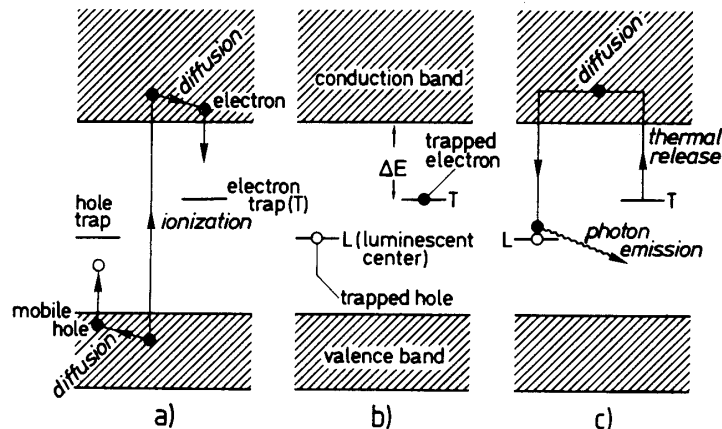 diffusion
electron
electron
trap (T)
ionization
hole
trap
mobile
hole
diffusion
a)
conduction band
ΔE
trapped
electron
T
L (luminescent
center)
trapped hole
valence band
b)
diffusion
thermal
release
T
L
photon
emission
c)